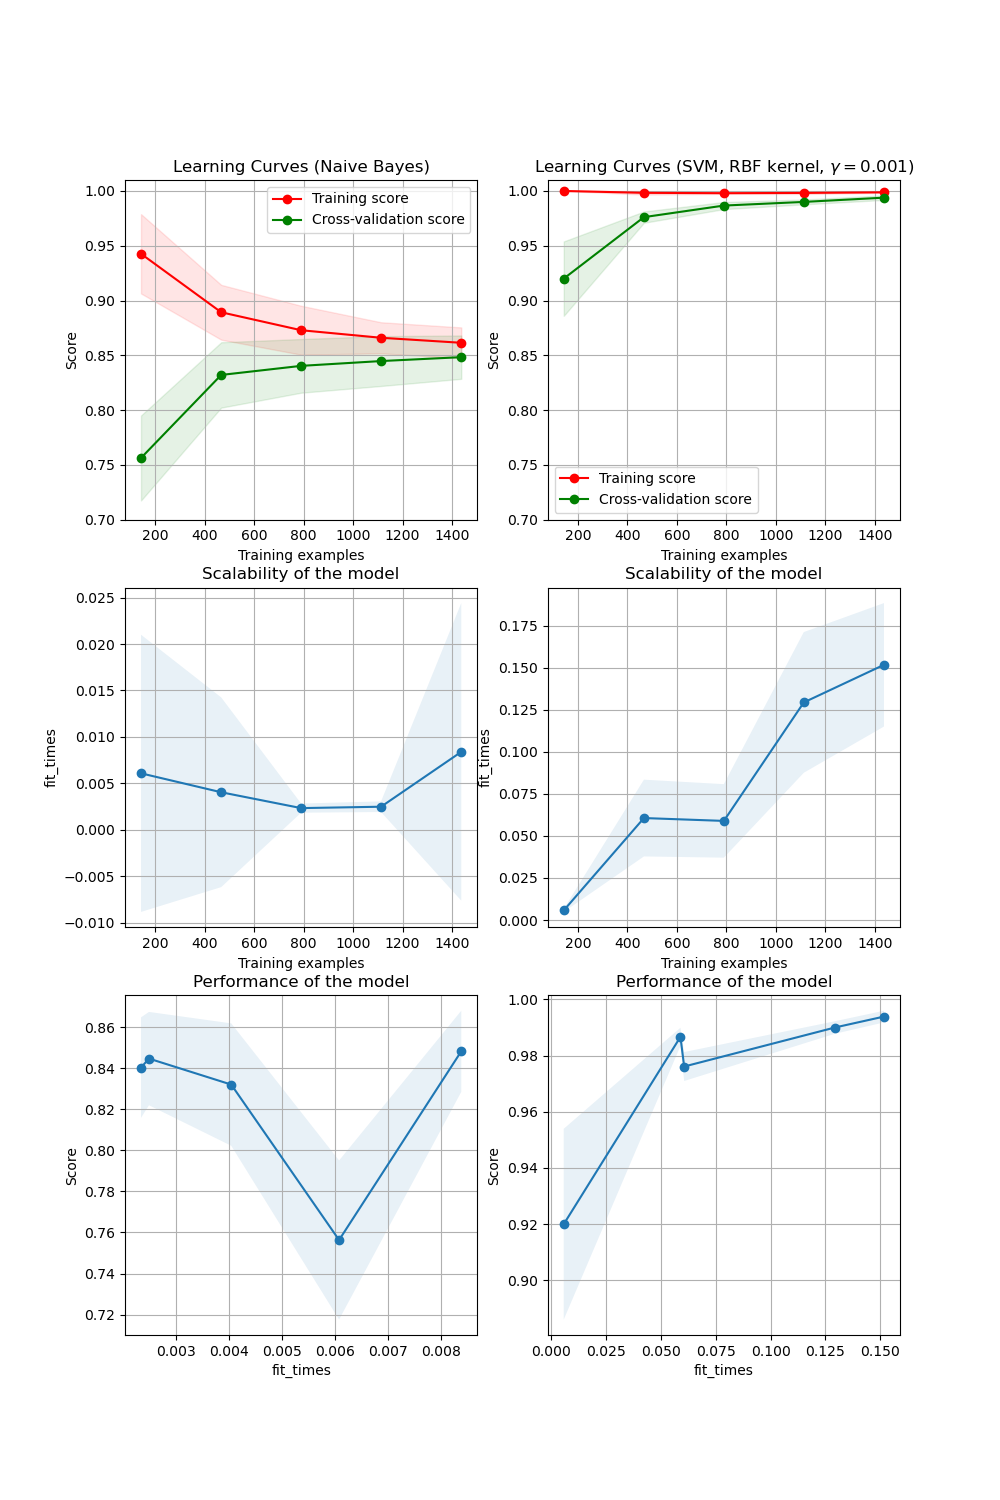 Learning Curves (Naive Bayes)
Score
1.00
0.95
0.90
0.85
0.80
0.75
0.70
Training score
Cross-validation score
200 400 600 800 1000 1200 1400
Training examples
Learning Curves (SVM, RBF kernel, γ = 0.001)
Score
1.00
0.95
0.90
0.85
0.80
0.75
0.70
Training score
Cross-validation score
200 400 600 800 1000 1200 1400
Training examples
Scalability of the model
fit_times
0.025
0.020
0.015
0.010
0.005
0.000
−0.005
−0.010
200 400 600 800 1000 1200 1400
Training examples
Scalability of the model
fit_times
0.175
0.150
0.125
0.100
0.075
0.050
0.025
0.000
200 400 600 800 1000 1200 1400
Training examples
Performance of the model
Score
0.86
0.84
0.82
0.80
0.78
0.76
0.74
0.72
0.003 0.004 0.005 0.006 0.007 0.008
fit_times
Performance of the model
Score
1.00
0.98
0.96
0.94
0.92
0.90
0.000 0.025 0.050 0.075 0.100 0.125 0.150
fit_times